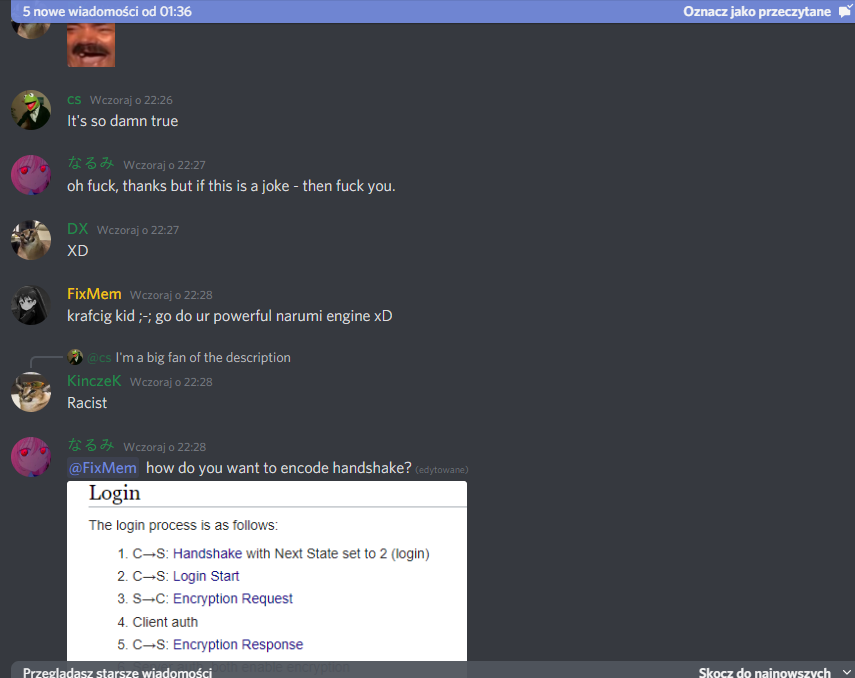 5 nowe wiadomości od 01:36 Oznacz jako przeczytane
cs Wczoraj o 22:26
It's so damn true
なるみ Wczoraj o 22:27
oh fuck, thanks but if this is a joke - then fuck you.
DX Wczoraj o 22:27
XD
FixMem Wczoraj o 22:28
krafcig kid ;-; go do ur powerful narumi engine xD
@cs I'm a big fan of the description
KinczeK Wczoraj o 22:28
Racist
なるみ Wczoraj o 22:28
@FixMem how do you want to encode handshake? (edytowane)
Login
The login process is as follows:
1. C→S: Handshake with Next State set to 2 (login)
2. C→S: Login Start
3. S→C: Encryption Request
4. Client auth
5. C→S: Encryption Response
enable encryption
Przeglądasz starsze wiadomości Skocz do najnowszych